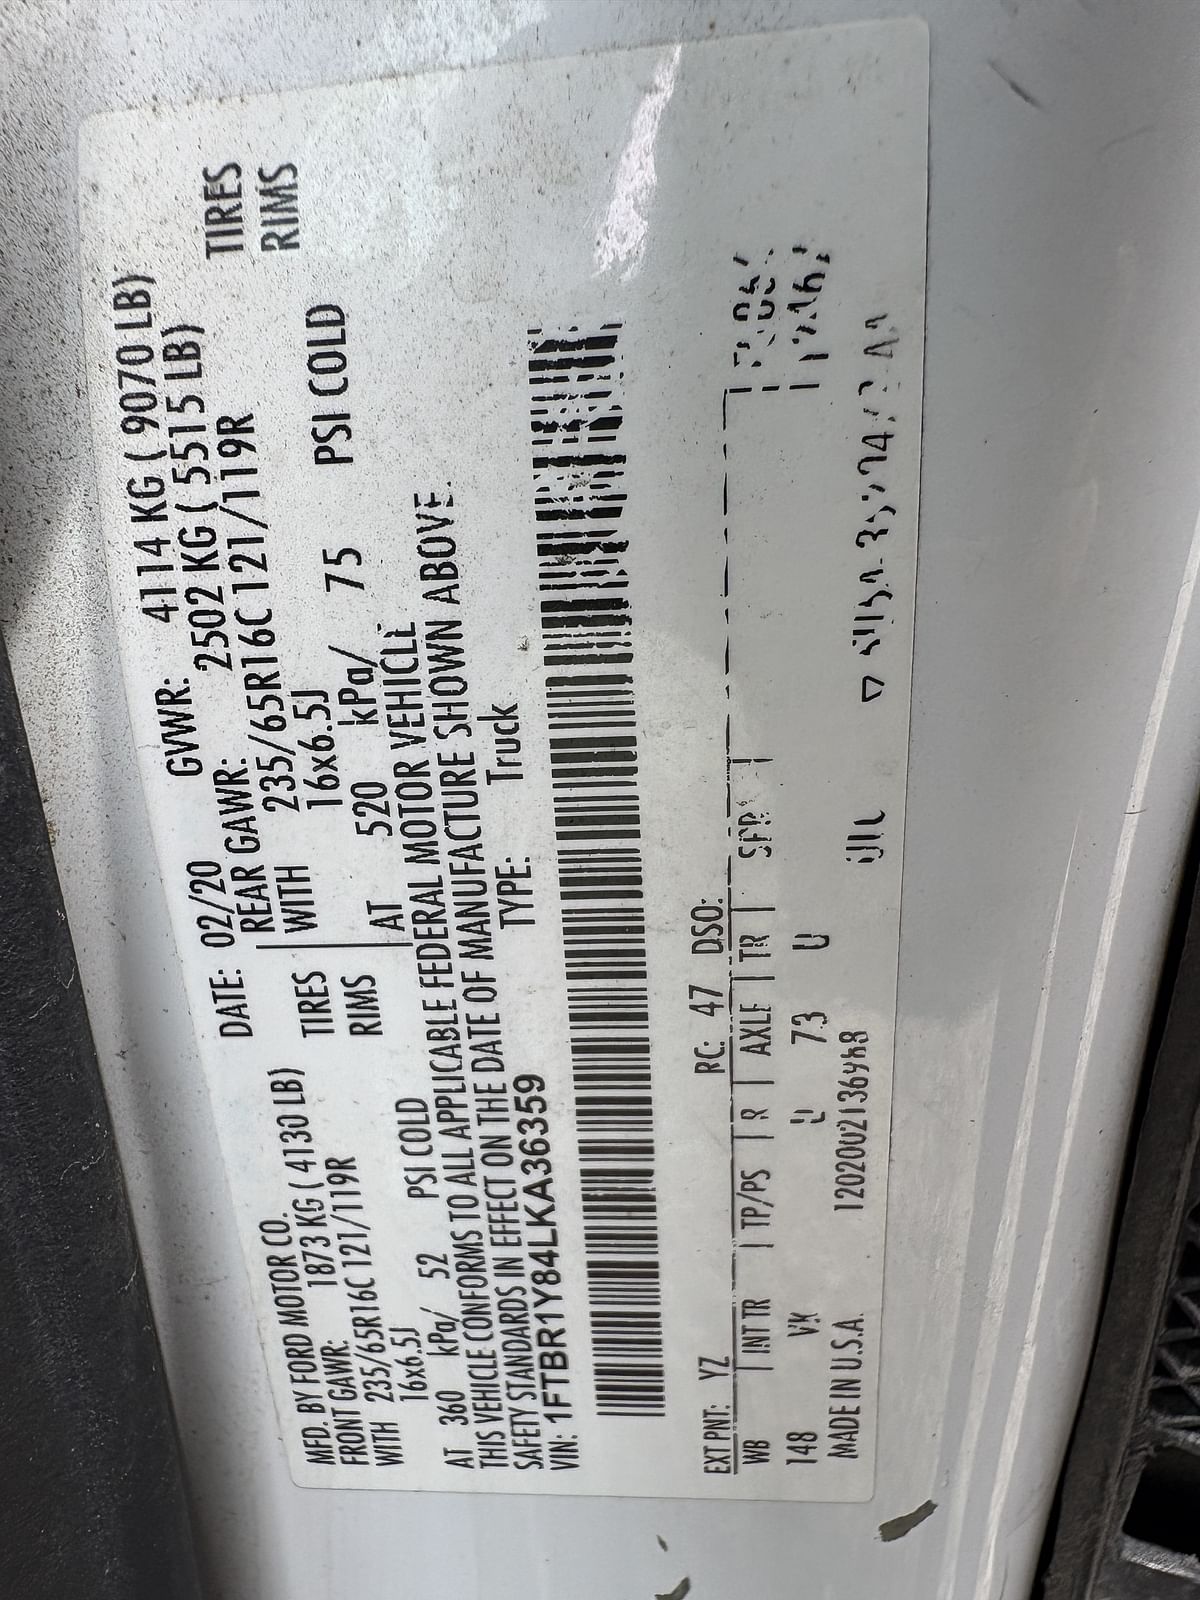 MFD. BY FORD MOTOR CO. DATE: 02/20 GVWR: 4114 KG ( 9070 LB)
FRONT GAWR: 1873 KG ( 4130 LB) REAR GAWR: 2502 KG ( 5515 LB)
WITH 235/65R16C 121/119R TIRES WITH 235/65R16C 121/119R TIRES
16x6.5J RIMS 16x6.5J RIMS
AT 360 kPa/ 52 PSI COLD AT 520 kPa/ 75 PSI COLD
THIS VEHICLE CONFORMS TO ALL APPLICABLE FEDERAL MOTOR VEHICLE
SAFETY STANDARDS IN EFFECT ON THE DATE OF MANUFACTURE SHOWN ABOVE.
VIN: 1FTBR1Y84LKA36359 TYPE: Truck
EXT PNT: YZ RC: 47 DSO:
WB INT TR TP/PS R AXLE TR SPR
148 VK U 73 U
MADE IN U.S.A.